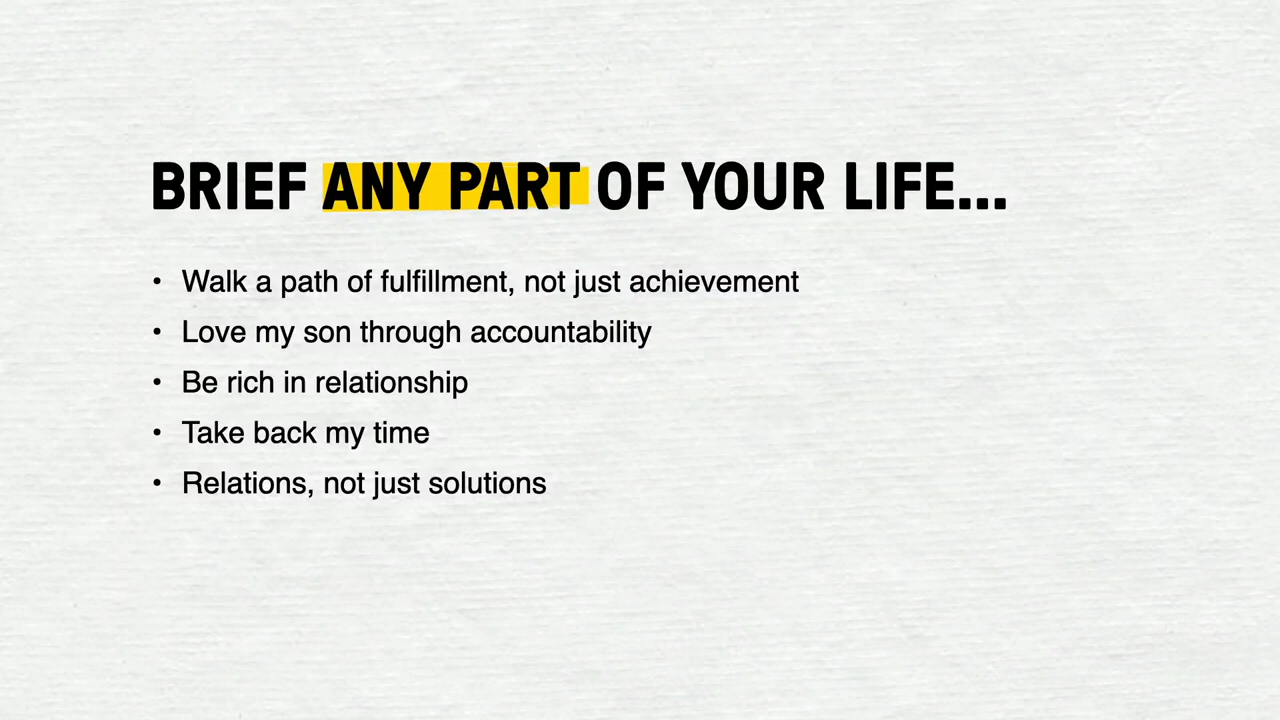 BRIEF ANY PART OF YOUR LIFE...
• Walk a path of fulfillment, not just achievement
• Love my son through accountability
• Be rich in relationship
• Take back my time
• Relations, not just solutions